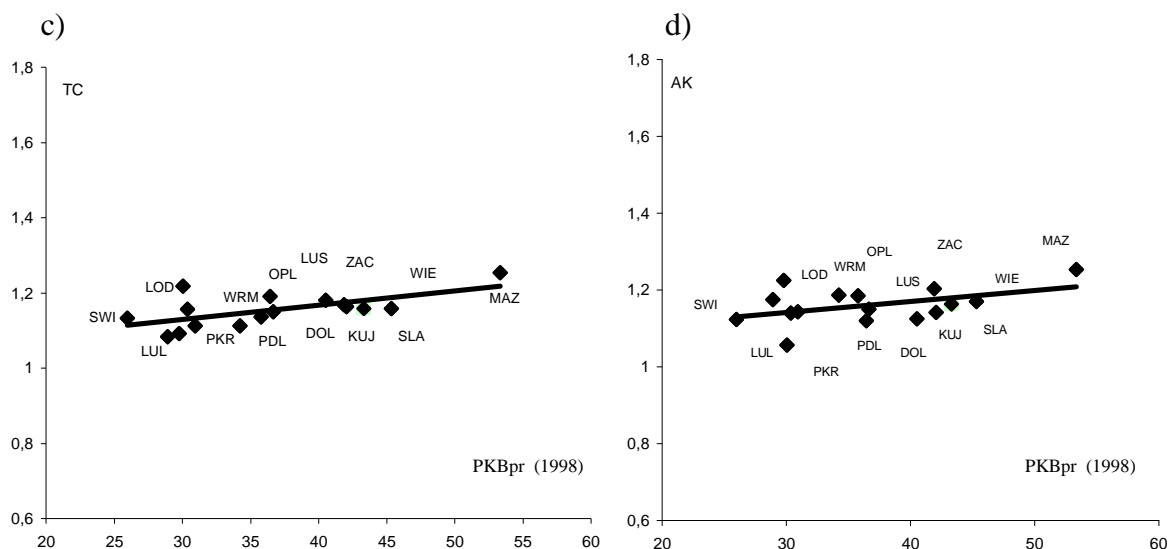 c)
1,8
TC
1,6
1,4
LUS ZAC
OPL WIE
LOD
WRM MAZ
1,2
SWI
PKR PDL DOL KUJ SLA
LUL
1
0,8
PKBpr (1998)
0,6
20 25 30 35 40 45 50 55 60
d)
1,8
AK
1,6
1,4
MAZ
OPL ZAC
LOD WRM LUS WIE
1,2
SWI
LUL PDL DOL KUJ SLA
PKR
1
0,8
PKBpr (1998)
0,6
20 30 40 50 60